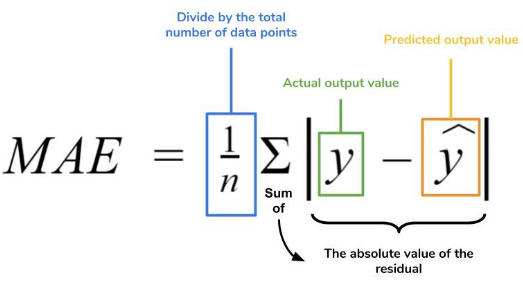 Divide by the total
number of data points
Predicted output value
Actual output value
MAE = 1/n Σ |y − ŷ|
Sum
of
The absolute value of the
residual